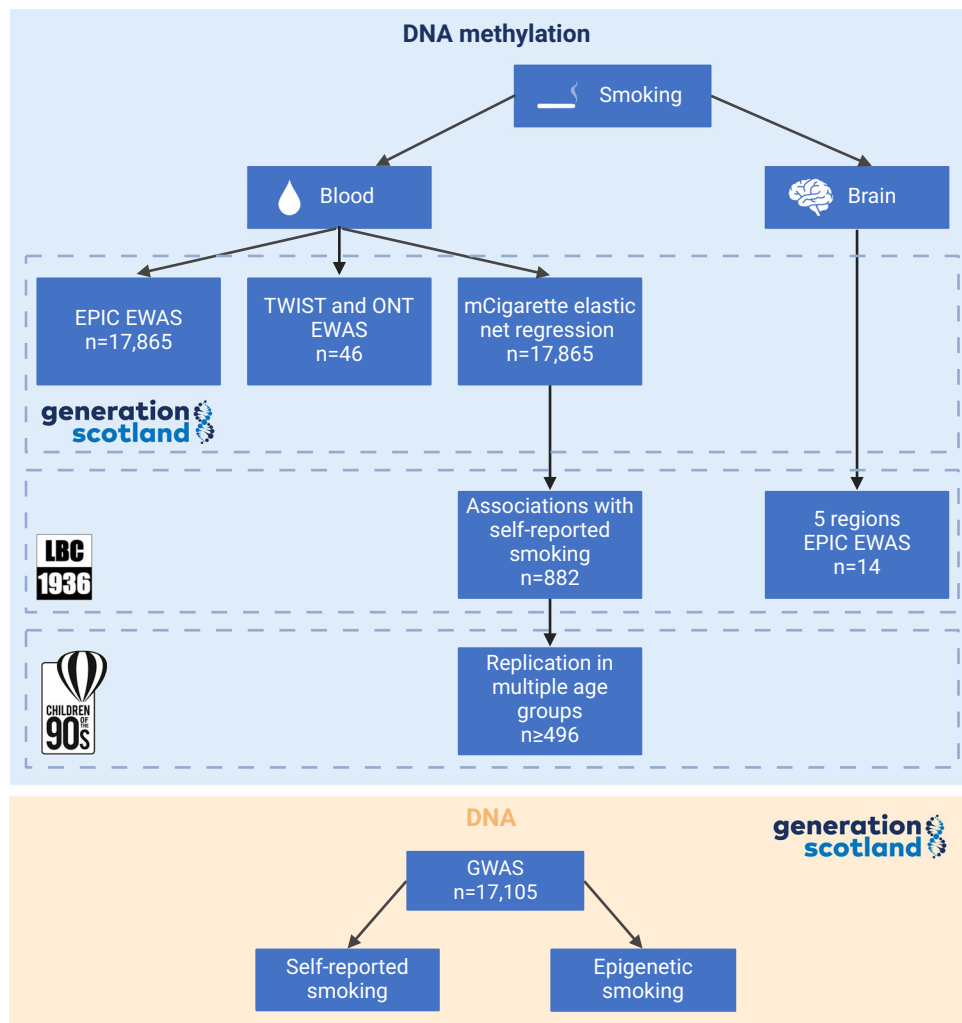 DNA methylation
Smoking
Blood
Brain
EPIC EWAS
n=17,865
TWIST and ONT
EWAS
n=46
mCigarette elastic
net regression
n=17,865
generation
scotland
Associations with
self-reported
smoking
n=882
5 regions
EPIC EWAS
n=14
LBC
1936
Replication in
multiple age
groups
n≥496
CHILDREN
OF THE
90s
DNA
generation
scotland
GWAS
n=17,105
Self-reported
smoking
Epigenetic
smoking